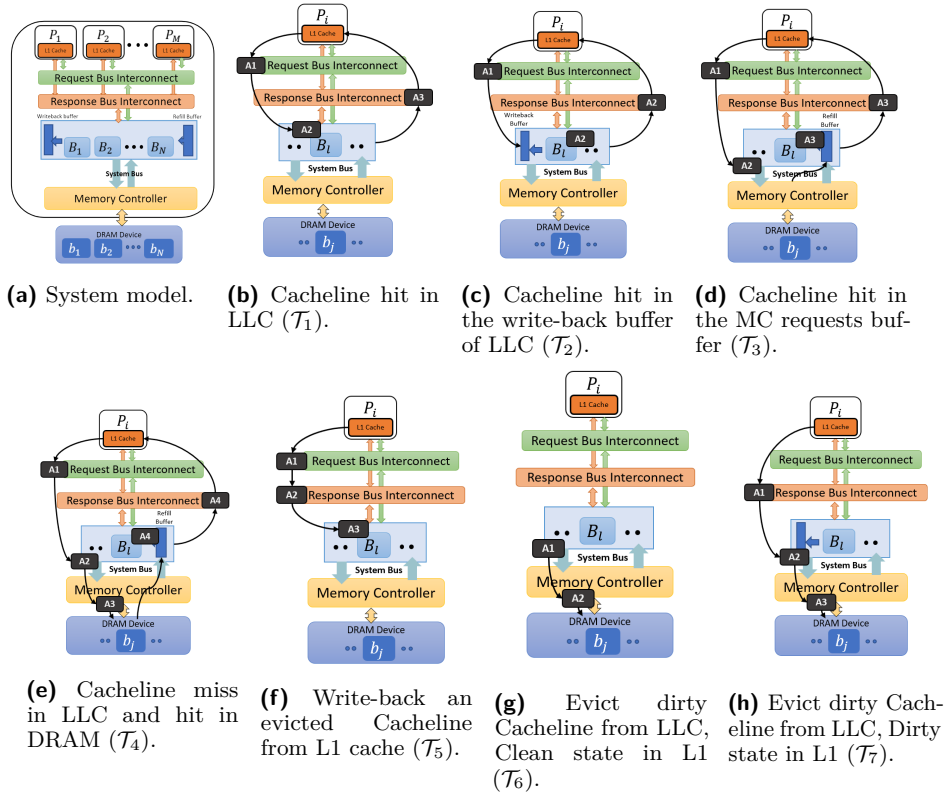 P1 P2 PM
L1 Cache L1 Cache ••• L1 Cache
Request Bus Interconnect
Response Bus Interconnect
Writeback buffer Refill Buffer
B1 B2 ••• BN
System Bus
Memory Controller
DRAM Device
b1 b2 ••• bN
(a) System model.
Pi
L1 Cache
A1 Request Bus Interconnect
Response Bus Interconnect A3
A2
•• Bl ••
System Bus
Memory Controller
DRAM Device
•• bj ••
(b) Cacheline hit in
LLC (𝒯1).
Pi
L1 Cache
A1 Request Bus Interconnect
Response Bus Interconnect A2
Writeback
Buffer
Bl A2 ••
System Bus
Memory Controller
DRAM Device
•• bj ••
(c) Cacheline hit in
the write-back buffer
of LLC (𝒯2).
Pi
L1 Cache
A1 Request Bus Interconnect
Response Bus Interconnect A3
Refill
Buffer
•• Bl A3
A2 System Bus
Memory Controller
DRAM Device
•• bj ••
(d) Cacheline hit in
the MC requests buf-
fer (𝒯3).
Pi
L1 Cache
A1 Request Bus Interconnect
Response Bus Interconnect A4
Refill
Buffer
•• Bl A4
A2 System Bus
Memory Controller
A3
DRAM Device
•• bj ••
(e) Cacheline miss
in LLC and hit in
DRAM (𝒯4).
Pi
L1 Cache
A1 Request Bus Interconnect
A2 Response Bus Interconnect
A3
•• Bl ••
System Bus
Memory Controller
DRAM Device
•• bj ••
(f) Write-back an
evicted Cacheline
from L1 cache (𝒯5).
Pi
L1 Cache
Request Bus Interconnect
Response Bus Interconnect
•• Bl ••
A1 System Bus
Memory Controller
A2
DRAM Device
•• bj ••
(g) Evict dirty
Cacheline from LLC,
Clean state in L1
(𝒯6).
Pi
L1 Cache
Request Bus Interconnect
A1 Response Bus Interconnect
Bl ••
A2 System Bus
Memory Controller
A3
DRAM Device
•• bj ••
(h) Evict dirty Cach-
eline from LLC, Dirty
state in L1 (𝒯7).